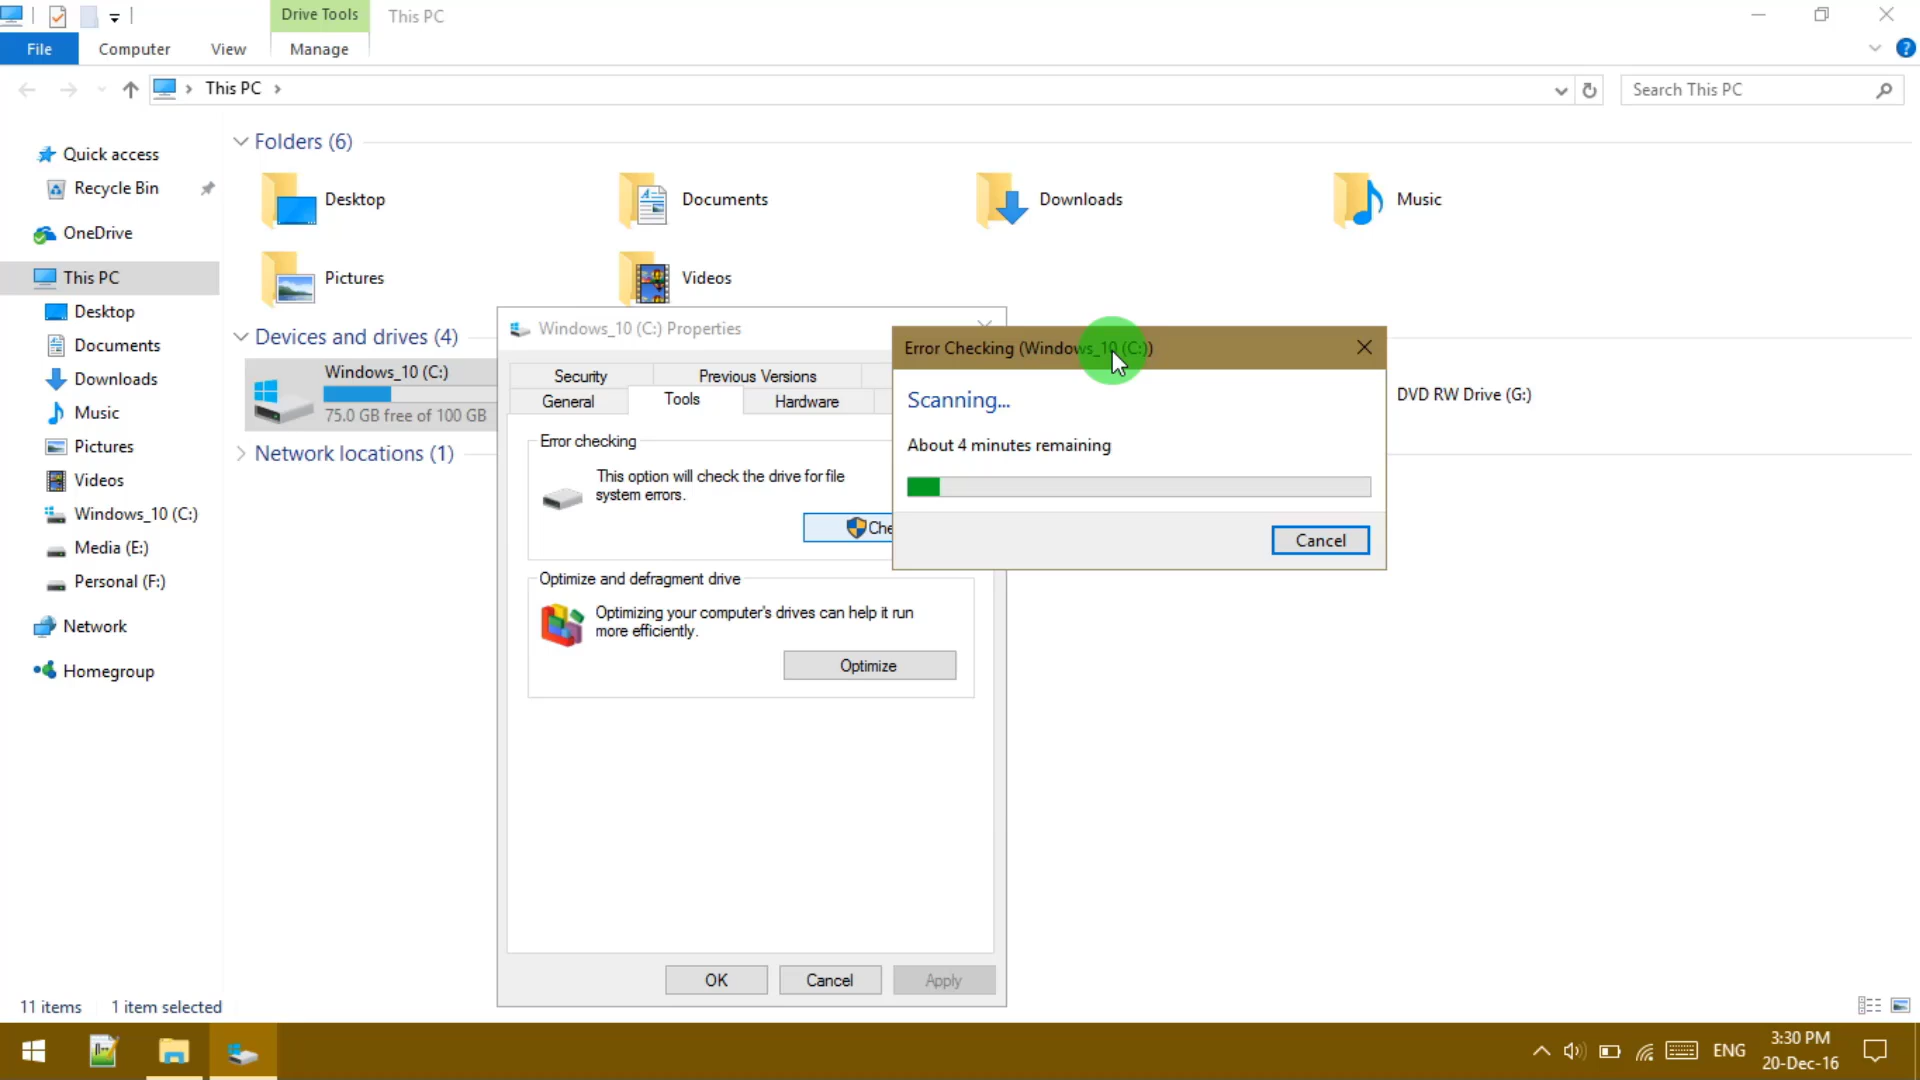 Drive Tools
This PC
File
Computer
View
Manage
This PC
Search This PC
Quick access
Recycle Bin
OneDrive
This PC
Desktop
Documents
Downloads
Music
Pictures
Videos
Windows_10 (C:)
Media (E:)
Personal (F:)
Network
Homegroup
Folders (6)
Desktop
Documents
Downloads
Music
Pictures
Videos
Devices and drives (4)
Windows_10 (C:)
75.0 GB free of 100 GB
DVD RW Drive (G:)
Network locations (1)
Windows_10 (C:) Properties
Security
Previous Versions
General
Tools
Hardware
Error checking
This option will check the drive for file
system errors.
Che
Optimize and defragment drive
Optimizing your computer's drives can help it run
more efficiently.
Optimize
OK
Cancel
Apply
Error Checking (Windows_10 (C:))
Scanning...
About 4 minutes remaining
Cancel
11 items
1 item selected
ENG
3:30 PM
20-Dec-16